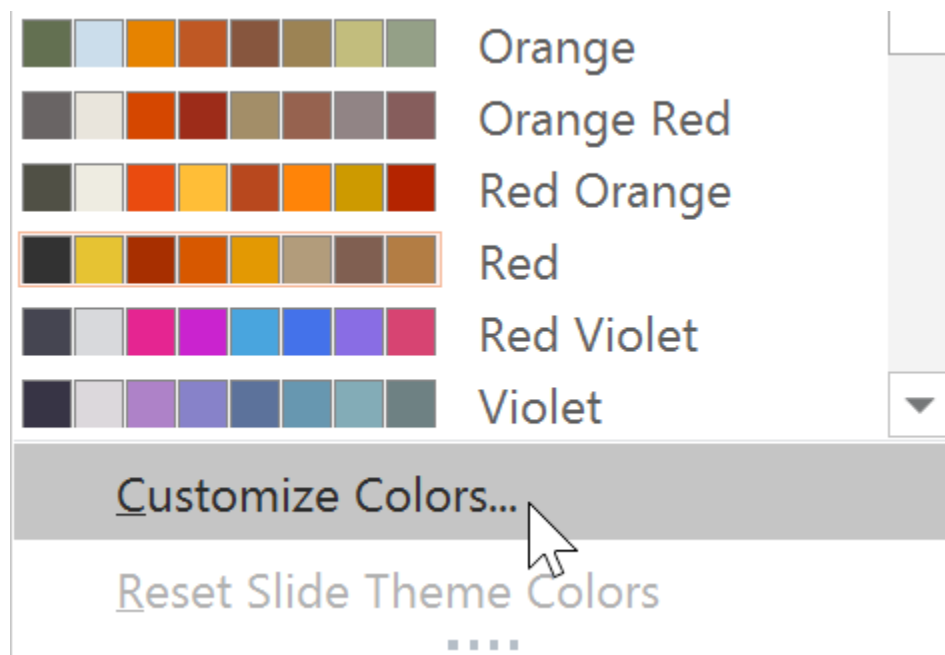 Orange
Orange Red
Red Orange
Red
Red Violet
Violet
Customize Colors...
Reset Slide Theme Colors